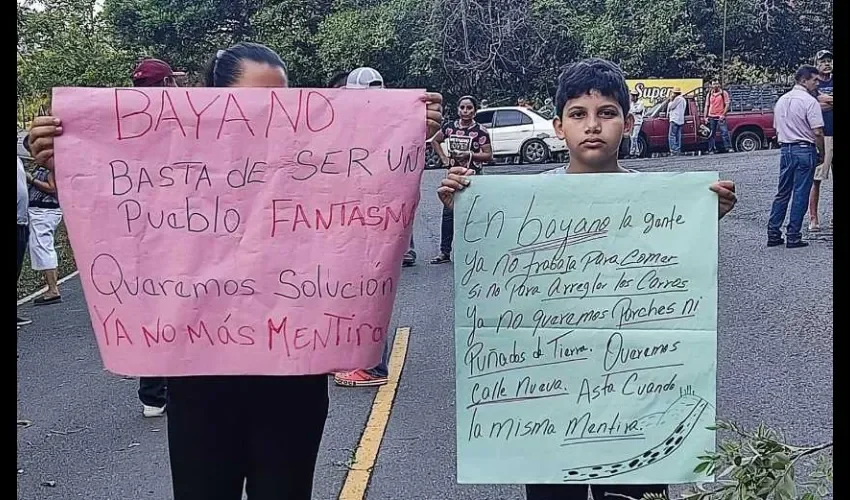 BAYANO
BASTA DE SER UN
Pueblo FANTASMA
Queremos Solución
YA NO MÁS MENTIRA
En bayano la gente
ya no trabaja Para Comer
si no Para Arreglar los Carros
ya no queremos Parches ni
Puñados de Tierra. Queremos
Calle Nueva. Asta Cuando
la misma Mentira.
Super